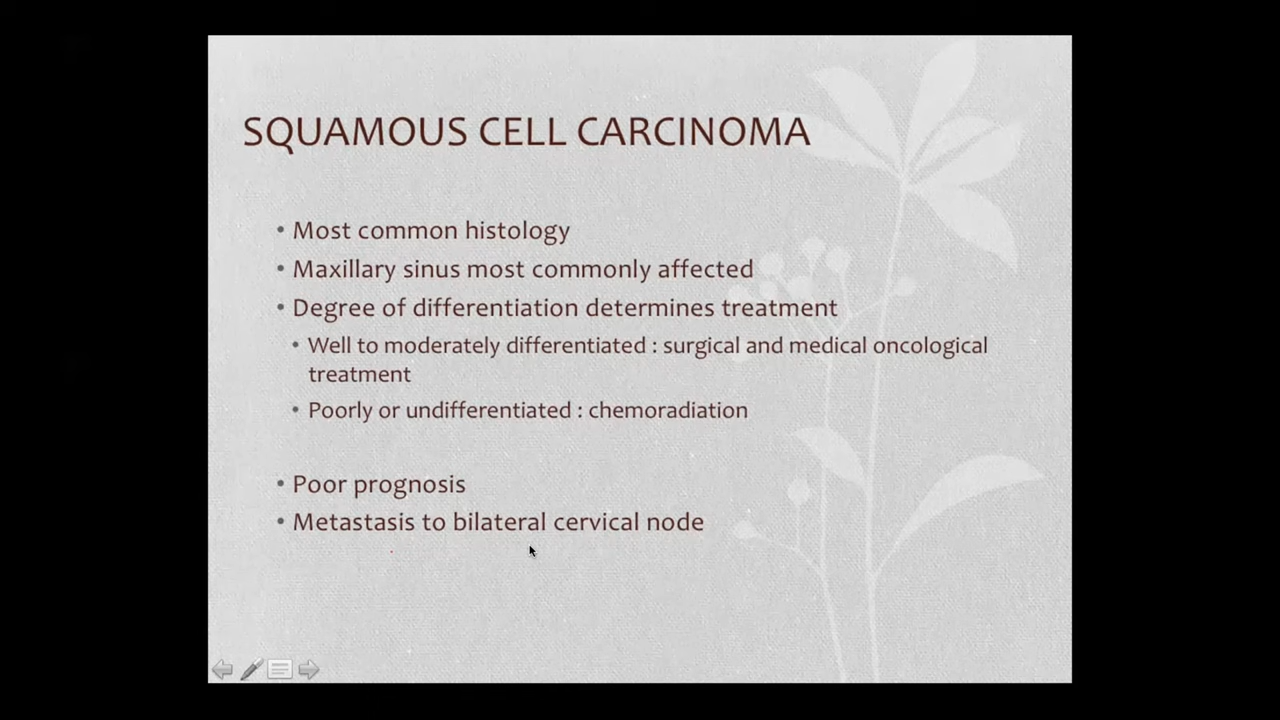 SQUAMOUS CELL CARCINOMA
• Most common histology
• Maxillary sinus most commonly affected
• Degree of differentiation determines treatment
• Well to moderately differentiated : surgical and medical oncological
treatment
• Poorly or undifferentiated : chemoradiation
• Poor prognosis
• Metastasis to bilateral cervical node